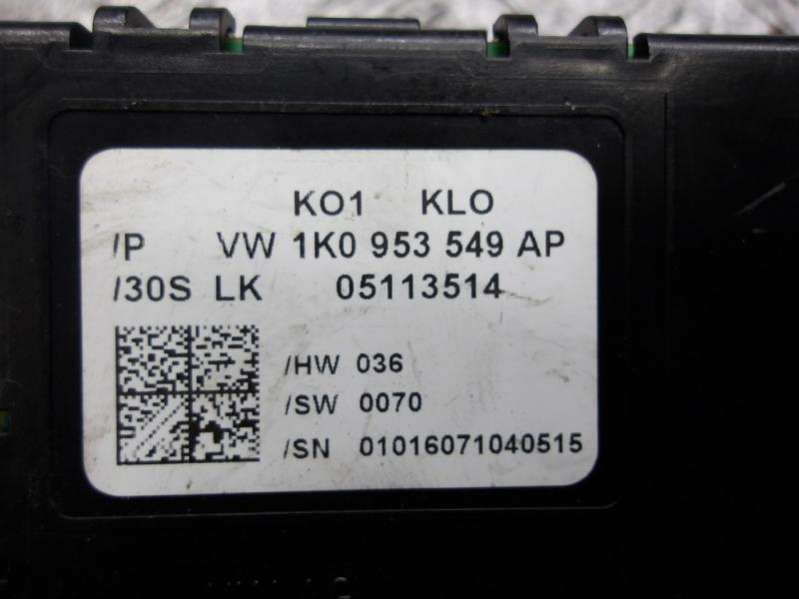 KO1 KLO
/P VW 1K0 953 549 AP
/30S LK 05113514
/HW 036
/SW 0070
/SN 01016071040515